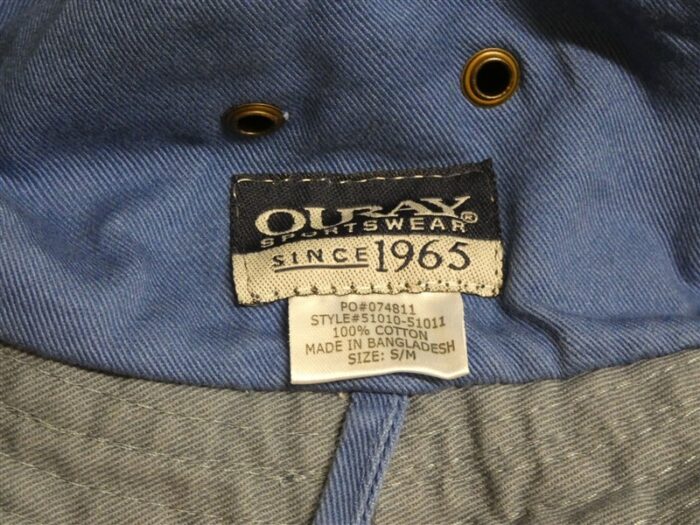 OURAY®
SPORTSWEAR
SINCE 1965
PO#074811
STYLE#51010-51011
100% COTTON
MADE IN BANGLADESH
SIZE: S/M